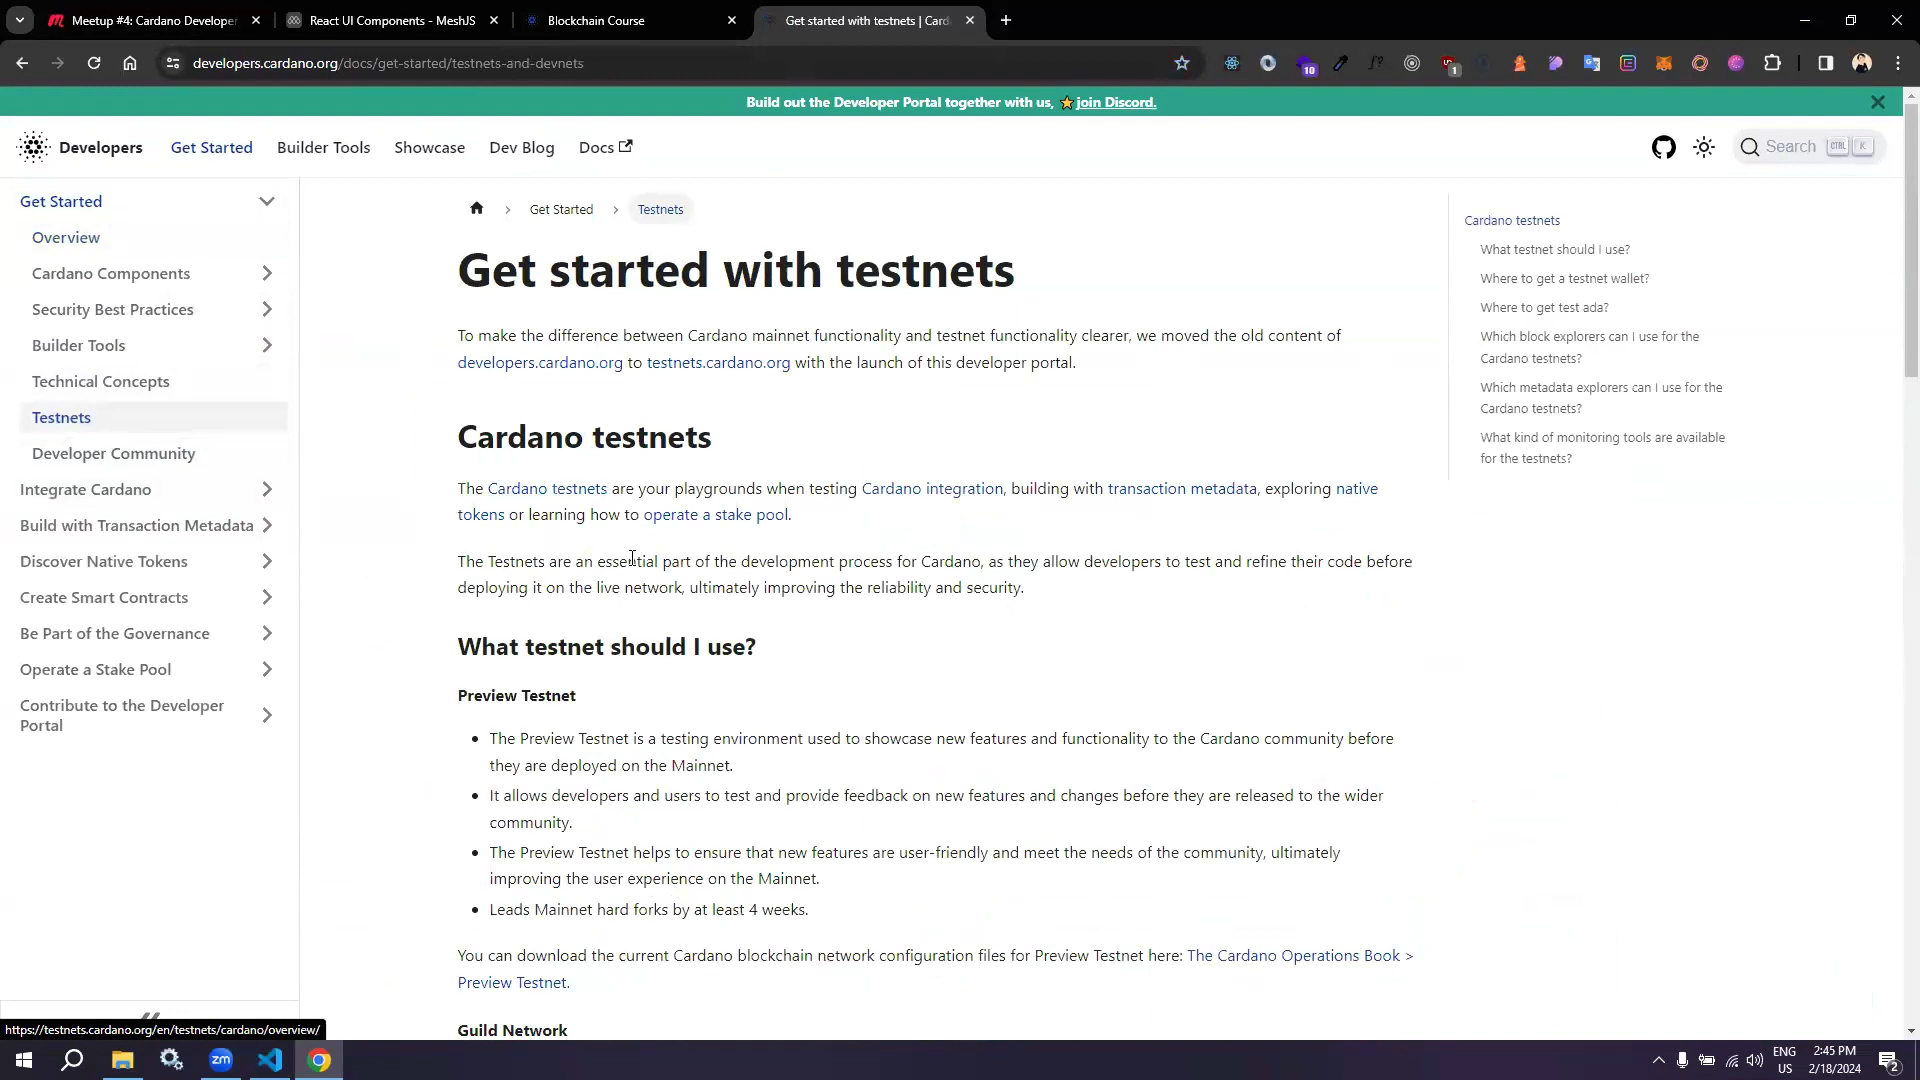 Meetup #4: Cardano Developer
React UI Components - MeshJS
Blockchain Course
Get started with testnets | Card
developers.cardano.org/docs/get-started/testnets-and-devnets
10
1
Build out the Developer Portal together with us, ⭐ join Discord.
Developers
Get Started
Builder Tools
Showcase
Dev Blog
Docs
Search
CTRL
K
Get Started
Overview
Cardano Components
Security Best Practices
Builder Tools
Technical Concepts
Testnets
Developer Community
Integrate Cardano
Build with Transaction Metadata
Discover Native Tokens
Create Smart Contracts
Be Part of the Governance
Operate a Stake Pool
Contribute to the Developer
Portal
Get Started
Testnets
Get started with testnets
To make the difference between Cardano mainnet functionality and testnet functionality clearer, we moved the old content of
developers.cardano.org to testnets.cardano.org with the launch of this developer portal.
Cardano testnets
The Cardano testnets are your playgrounds when testing Cardano integration, building with transaction metadata, exploring native
tokens or learning how to operate a stake pool.
The Testnets are an essential part of the development process for Cardano, as they allow developers to test and refine their code before
deploying it on the live network, ultimately improving the reliability and security.
What testnet should I use?
Preview Testnet
• The Preview Testnet is a testing environment used to showcase new features and functionality to the Cardano community before
they are deployed on the Mainnet.
• It allows developers and users to test and provide feedback on new features and changes before they are released to the wider
community.
• The Preview Testnet helps to ensure that new features are user-friendly and meet the needs of the community, ultimately
improving the user experience on the Mainnet.
• Leads Mainnet hard forks by at least 4 weeks.
You can download the current Cardano blockchain network configuration files for Preview Testnet here: The Cardano Operations Book >
Preview Testnet.
Guild Network
Cardano testnets
What testnet should I use?
Where to get a testnet wallet?
Where to get test ada?
Which block explorers can I use for the
Cardano testnets?
Which metadata explorers can I use for the
Cardano testnets?
What kind of monitoring tools are available
for the testnets?
https://testnets.cardano.org/en/testnets/cardano/overview/
zm
ENG
US
2:45 PM
2/18/2024
2